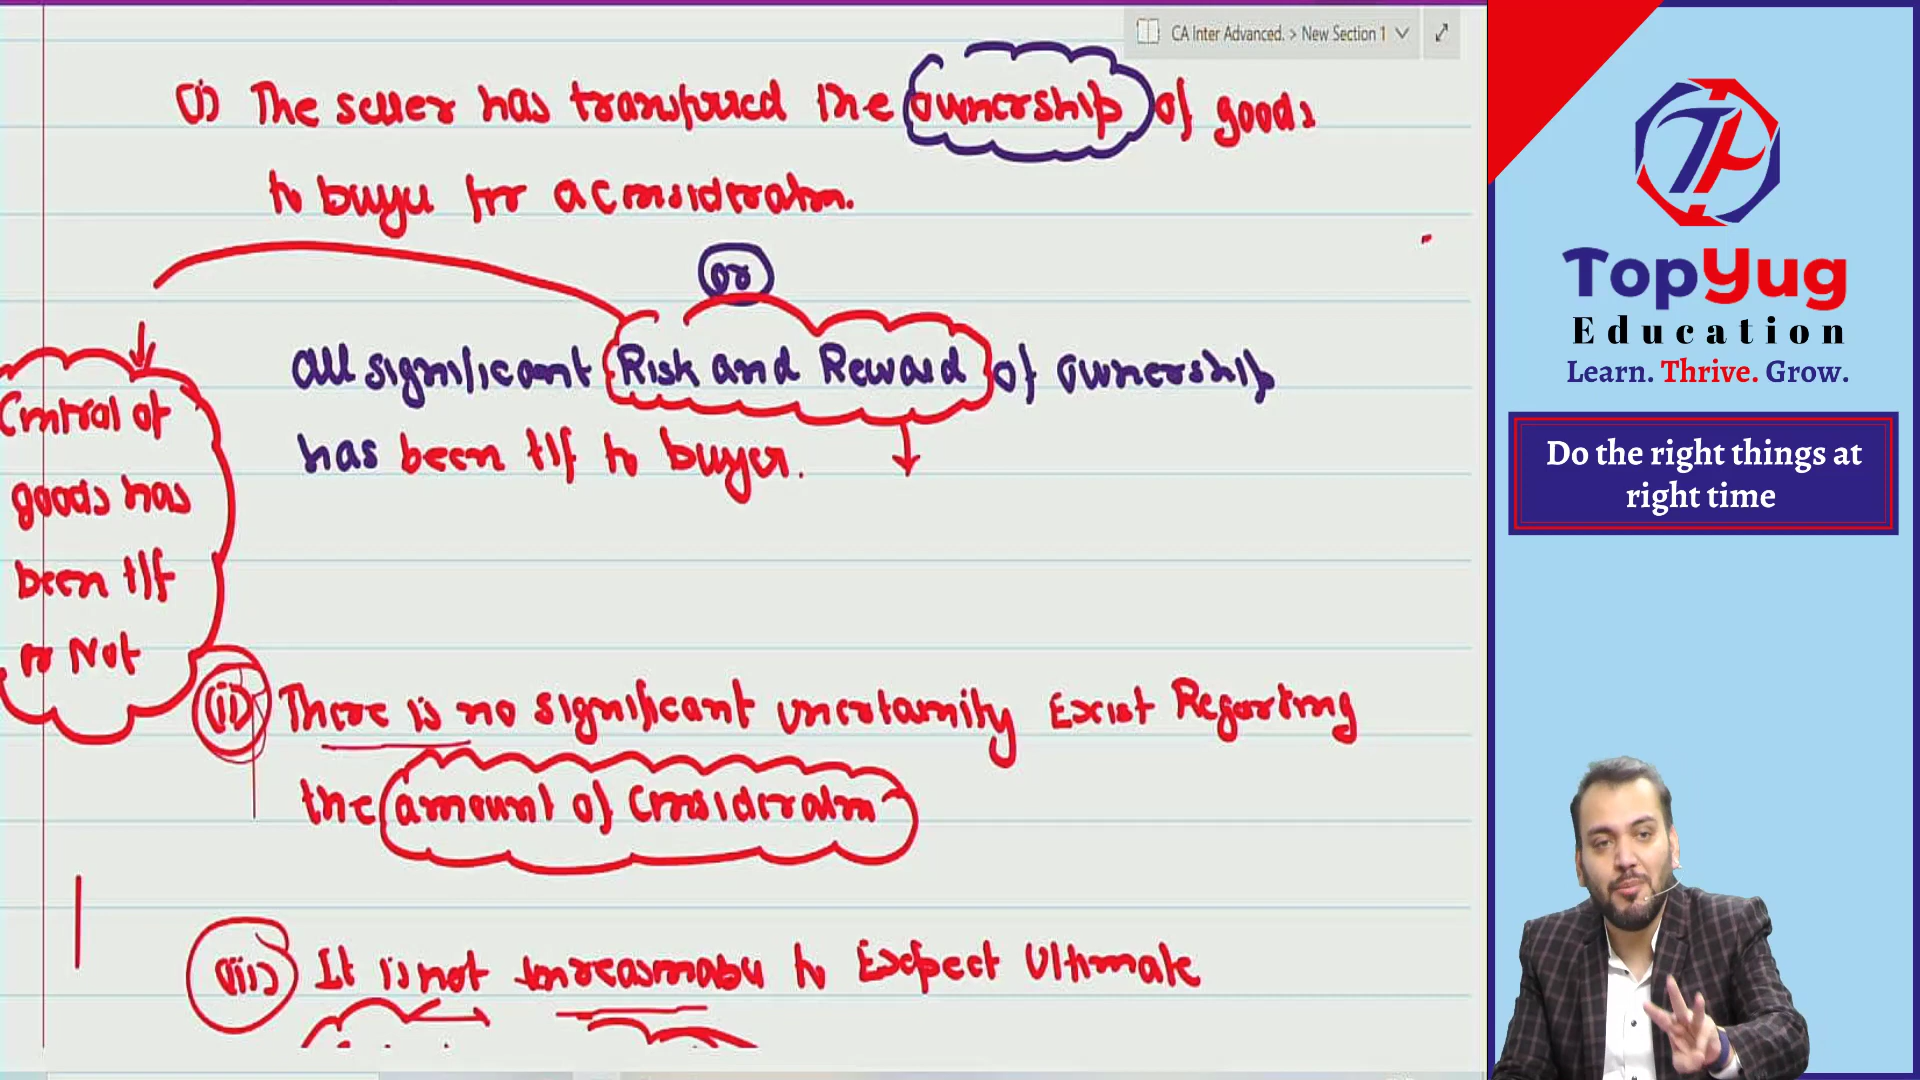 CA Inter Advanced. > New Section 1
(i) The seller has transferred the ownership of goods
to buyer for a consideration.
or
All significant Risk and Reward of ownership
has been t/f to buyer.
Control of
goods has
been t/f
or Not
(ii) There is no significant uncertainity Exist Regarting
the amount of consideration
(iii) It is not unreasonable to Expect Ultimate
TopYug
Education
Learn. Thrive. Grow.
Do the right things at
right time